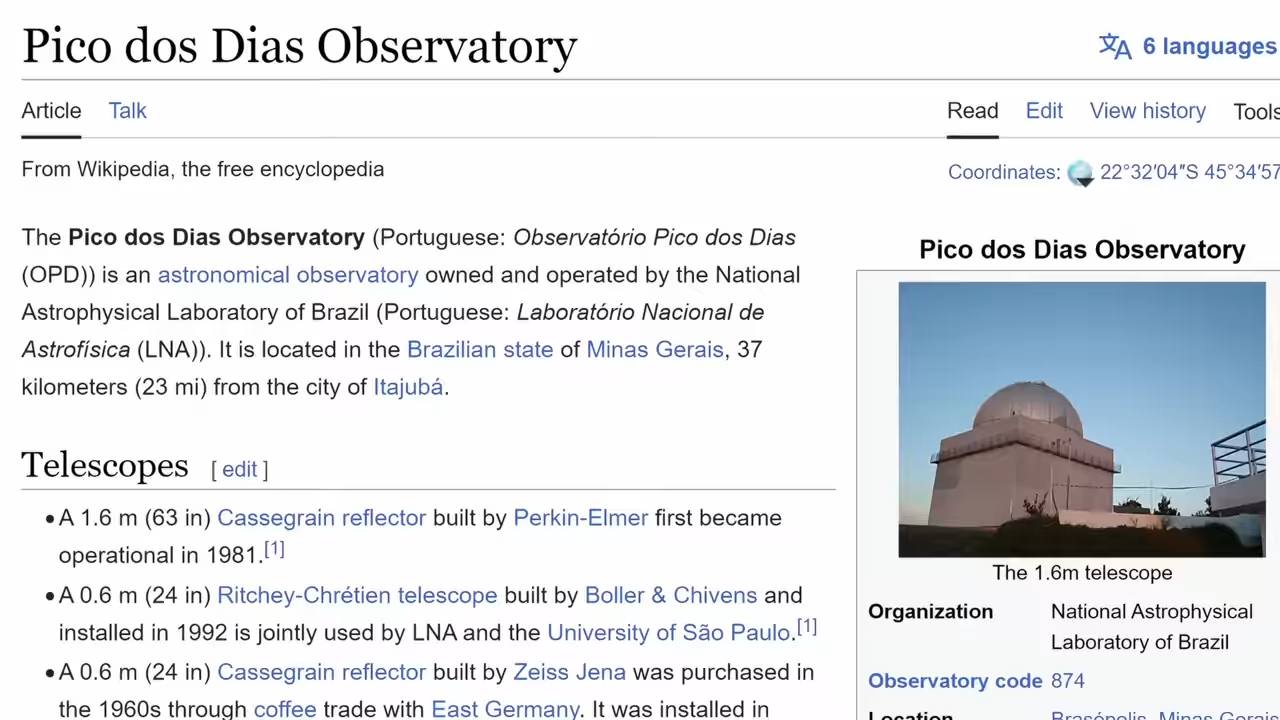 Pico dos Dias Observatory
文A 6 languages
Article Talk
Read Edit View history Tools
From Wikipedia, the free encyclopedia
Coordinates: 22°32′04″S 45°34′57
The Pico dos Dias Observatory (Portuguese: Observatório Pico dos Dias
(OPD)) is an astronomical observatory owned and operated by the National
Astrophysical Laboratory of Brazil (Portuguese: Laboratório Nacional de
Astrofísica (LNA)). It is located in the Brazilian state of Minas Gerais, 37
kilometers (23 mi) from the city of Itajubá.
Telescopes [ edit ]
• A 1.6 m (63 in) Cassegrain reflector built by Perkin-Elmer first became
operational in 1981.[1]
• A 0.6 m (24 in) Ritchey-Chrétien telescope built by Boller & Chivens and
installed in 1992 is jointly used by LNA and the University of São Paulo.[1]
• A 0.6 m (24 in) Cassegrain reflector built by Zeiss Jena was purchased in
the 1960s through coffee trade with East Germany. It was installed in
Pico dos Dias Observatory
The 1.6m telescope
Organization National Astrophysical
Laboratory of Brazil
Observatory code 874
Location Brasópolis, Minas Gerais